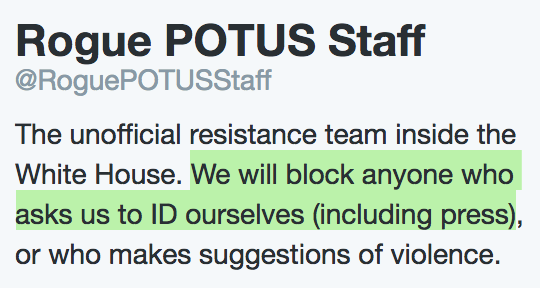 Rogue POTUS Staff
@RoguePOTUSStaff
The unofficial resistance team inside the
White House. We will block anyone who
asks us to ID ourselves (including press),
or who makes suggestions of violence.